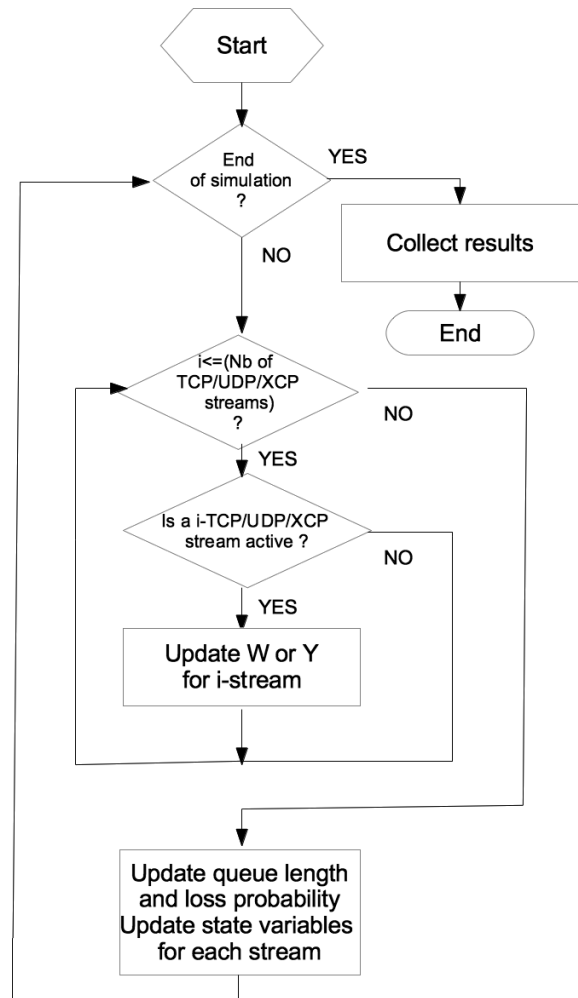 Start
End
of simulation
?
YES
Collect results
NO
End
i<=(Nb of
TCP/UDP/XCP
streams)
?
NO
YES
Is a i-TCP/UDP/XCP
stream active ?
NO
YES
Update W or Y
for i-stream
Update queue length
and loss probability
Update state variables
for each stream